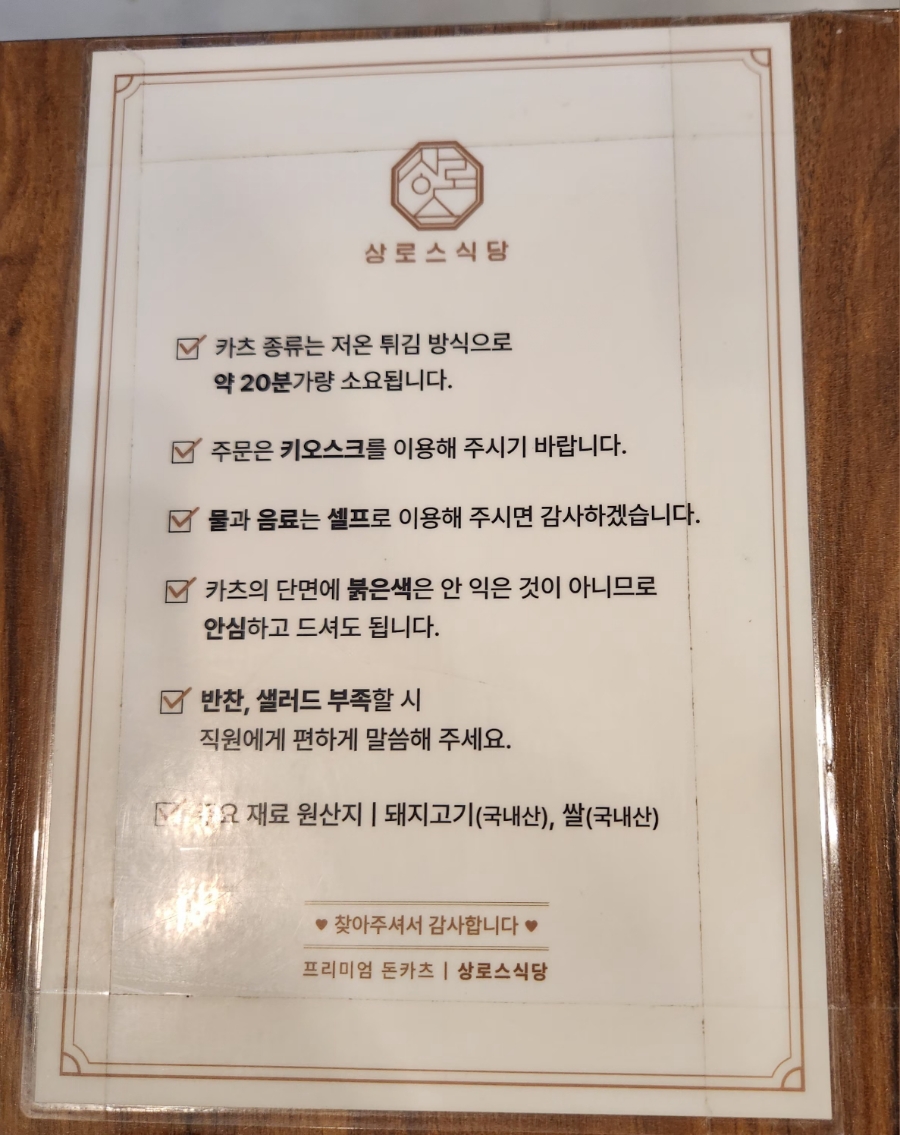 상로스
상로스식당
카츠 종류는 저온 튀김 방식으로
약 20분가량 소요됩니다.
주문은 키오스크를 이용해 주시기 바랍니다.
물과 음료는 셀프로 이용해 주시면 감사하겠습니다.
카츠의 단면에 붉은색은 안 익은 것이 아니므로
안심하고 드셔도 됩니다.
반찬, 샐러드 부족할 시
직원에게 편하게 말씀해 주세요.
재료 원산지 | 돼지고기(국내산), 쌀(국내산)
♥ 찾아주셔서 감사합니다 ♥
프리미엄 돈카츠 | 상로스식당